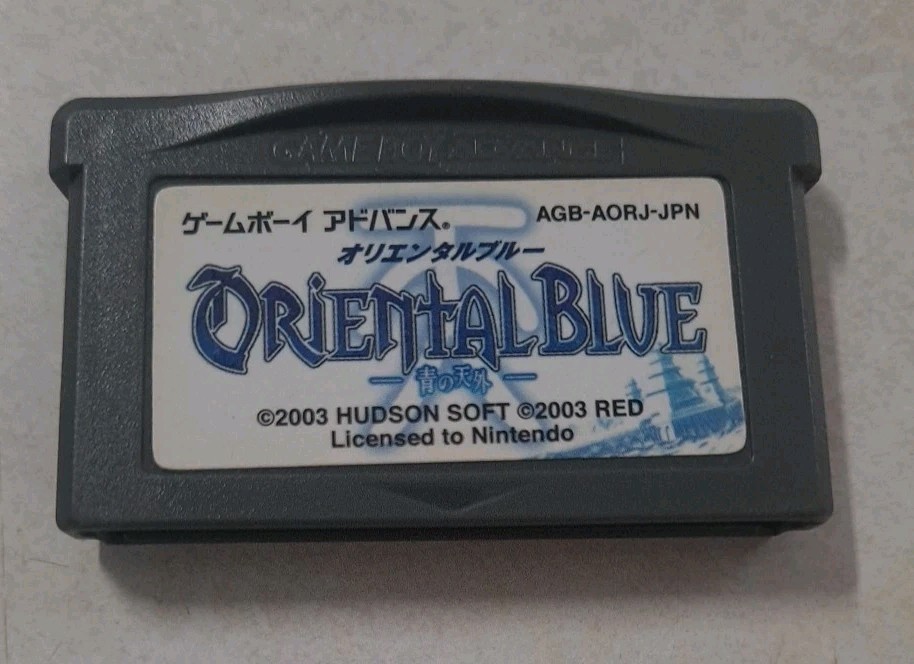 GAME BOY ADVANCE
ゲームボーイ アドバンス®
AGB-AORJ-JPN
オリエンタルブルー
ORiENtAL BLUE
—青の天外—
©2003 HUDSON SOFT ©2003 RED
Licensed to Nintendo